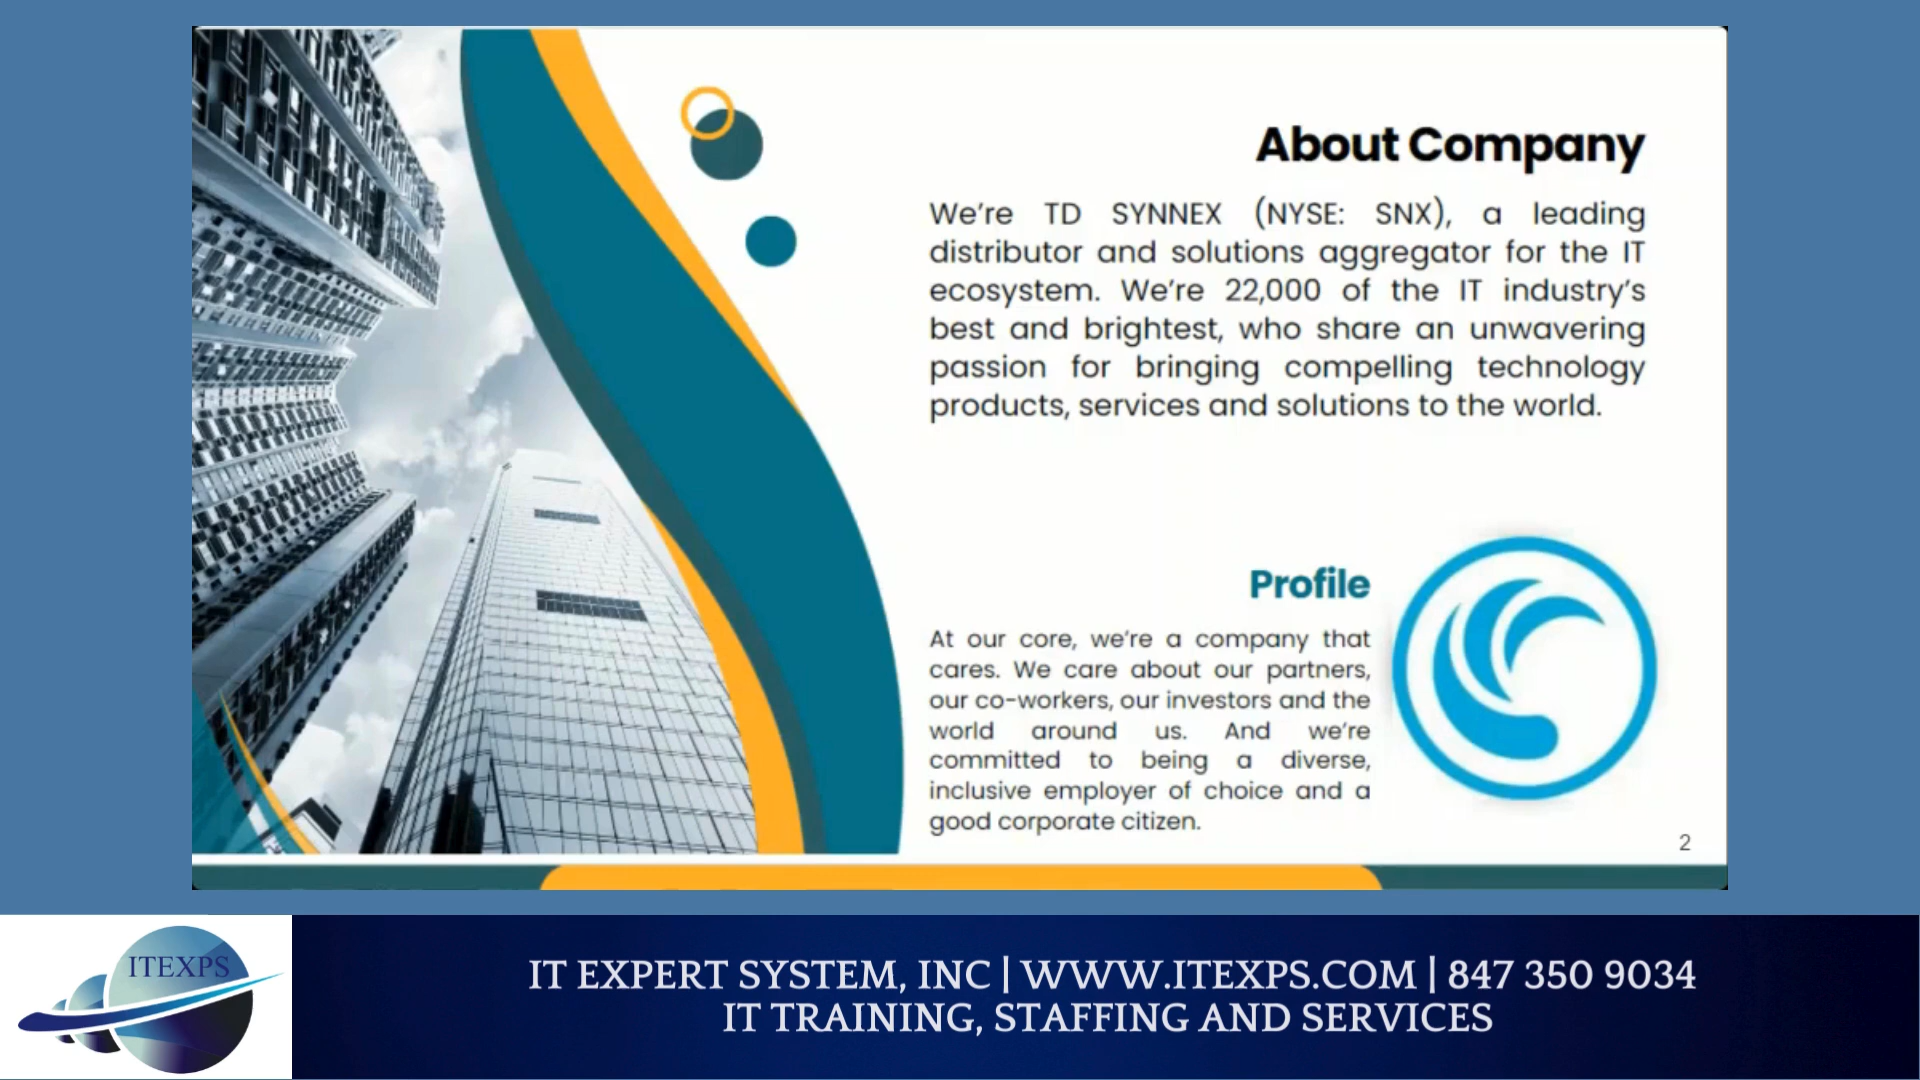 About Company
We’re TD SYNNEX (NYSE: SNX), a leading
distributor and solutions aggregator for the IT
ecosystem. We’re 22,000 of the IT industry’s
best and brightest, who share an unwavering
passion for bringing compelling technology
products, services and solutions to the world.
Profile
At our core, we’re a company that
cares. We care about our partners,
our co-workers, our investors and the
world around us. And we’re
committed to being a diverse,
inclusive employer of choice and a
good corporate citizen.
2
ITEXPS
IT EXPERT SYSTEM, INC | WWW.ITEXPS.COM | 847 350 9034
IT TRAINING, STAFFING AND SERVICES